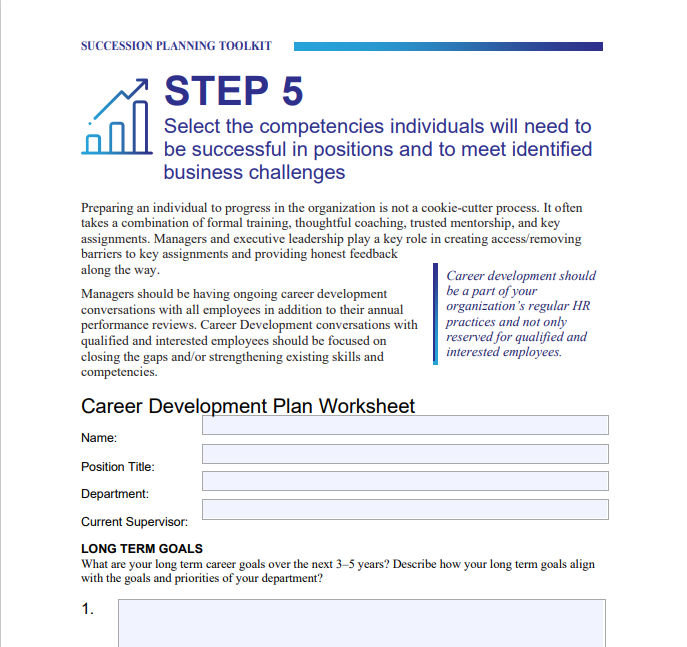 SUCCESSION PLANNING TOOLKIT
STEP 5
Select the competencies individuals will need to
be successful in positions and to meet identified
business challenges
Preparing an individual to progress in the organization is not a cookie-cutter process. It often
takes a combination of formal training, thoughtful coaching, trusted mentorship, and key
assignments. Managers and executive leadership play a key role in creating access/removing
barriers to key assignments and providing honest feedback
along the way.
Managers should be having ongoing career development
conversations with all employees in addition to their annual
performance reviews. Career Development conversations with
qualified and interested employees should be focused on
closing the gaps and/or strengthening existing skills and
competencies.
Career development should
be a part of your
organization's regular HR
practices and not only
reserved for qualified and
interested employees.
Career Development Plan Worksheet
Name:
Position Title:
Department:
Current Supervisor:
LONG TERM GOALS
What are your long term career goals over the next 3–5 years? Describe how your long term goals align
with the goals and priorities of your department?
1.